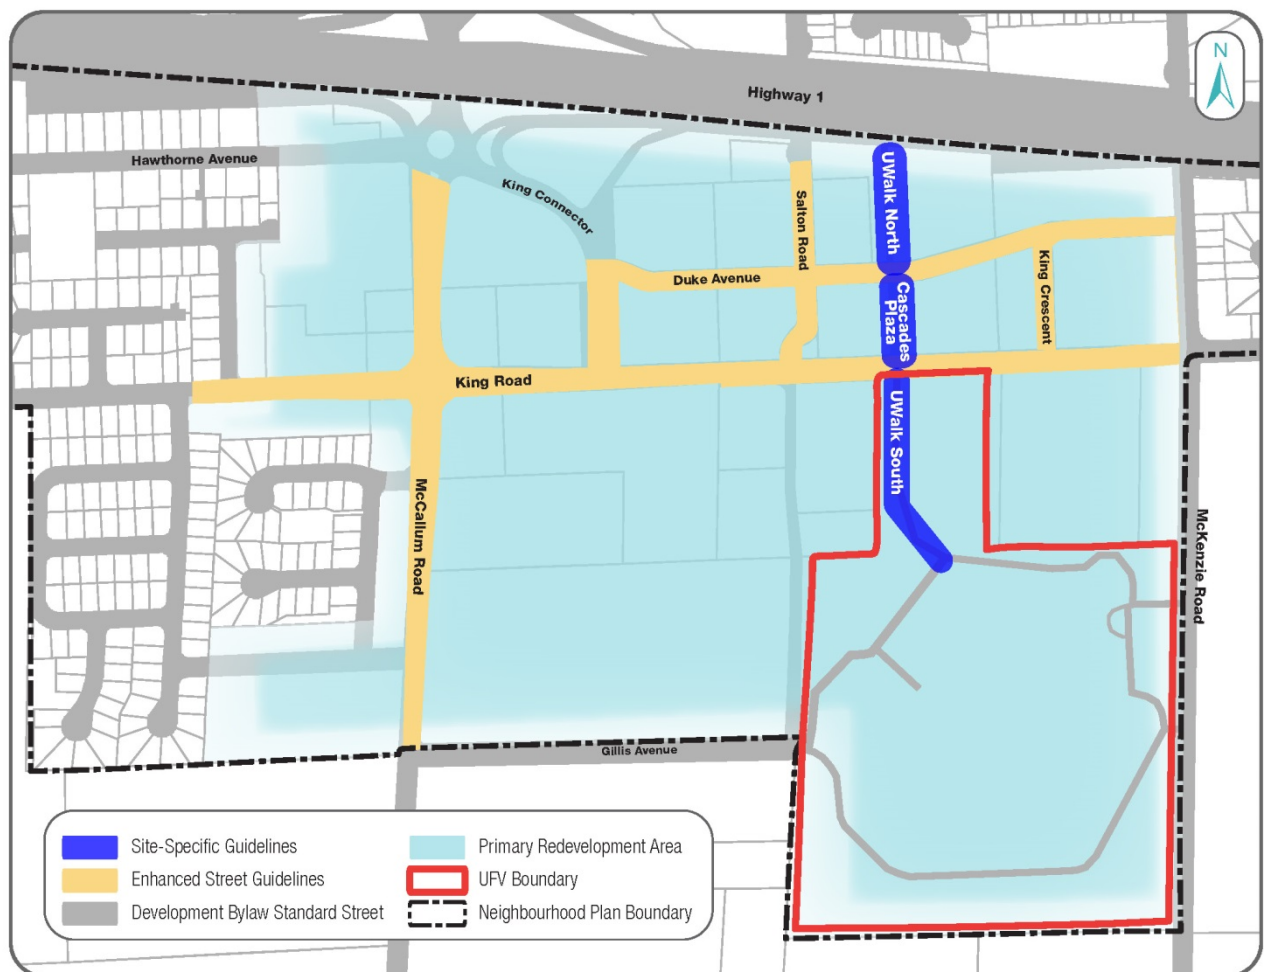 N
Highway 1
Hawthorne Avenue
King Connector
Salton Road
UWalk North
Duke Avenue
Cascades
Plaza
King Crescent
King Road
UWalk South
McCallum Road
McKenzie Road
Gillis Avenue
Site-Specific Guidelines
Enhanced Street Guidelines
Development Bylaw Standard Street
Primary Redevelopment Area
UFV Boundary
Neighbourhood Plan Boundary